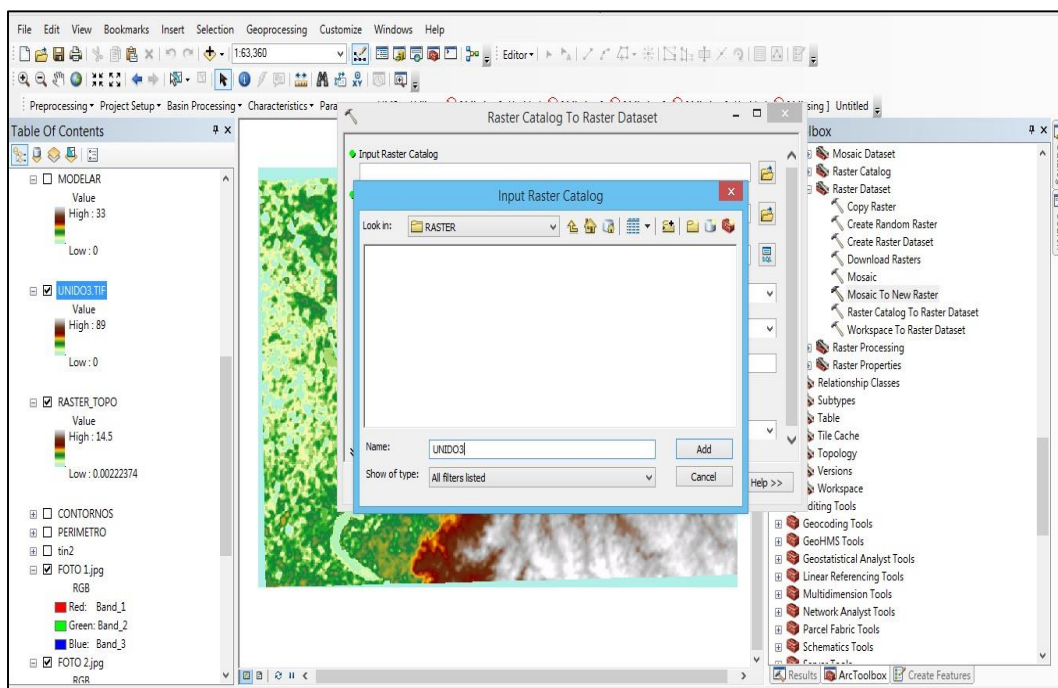 File Edit View Bookmarks Insert Selection Geoprocessing Customize Windows Help
1:63,360
Editor
Preprocessing Project Setup Basin Processing Characteristics Para
sing ] Untitled
Table Of Contents
MODELAR
Value
High : 33
Low : 0
UNIDO3.TIF
Value
High : 89
Low : 0
RASTER_TOPO
Value
High : 14.5
Low : 0.00222374
CONTORNOS
PERIMETRO
tin2
FOTO 1.jpg
RGB
Red: Band_1
Green: Band_2
Blue: Band_3
FOTO 2.jpg
RGB
Raster Catalog To Raster Dataset
Input Raster Catalog
Input Raster Catalog
Look in: RASTER
Name: UNIDO3
Add
Show of type: All filters listed
Cancel
Help >>
lbox
Mosaic Dataset
Raster Catalog
Raster Dataset
Copy Raster
Create Random Raster
Create Raster Dataset
Download Rasters
Mosaic
Mosaic To New Raster
Raster Catalog To Raster Dataset
Workspace To Raster Dataset
Raster Processing
Raster Properties
Relationship Classes
Subtypes
Table
Tile Cache
Topology
Versions
Workspace
diting Tools
Geocoding Tools
GeoHMS Tools
Geostatistical Analyst Tools
Linear Referencing Tools
Multidimension Tools
Network Analyst Tools
Parcel Fabric Tools
Schematics Tools
Results ArcToolbox Create Features